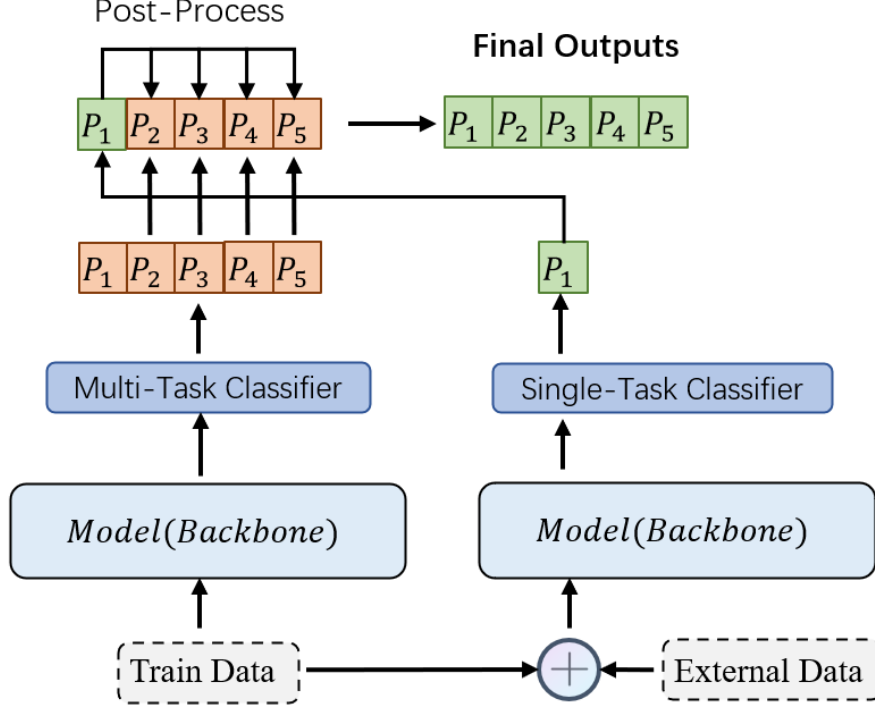 Post-Process
Final Outputs
P₁ P₂ P₃ P₄ P₅
P₁ P₂ P₃ P₄ P₅
P₁ P₂ P₃ P₄ P₅
P₁
Multi-Task Classifier
Single-Task Classifier
Model(Backbone)
Model(Backbone)
Train Data
External Data